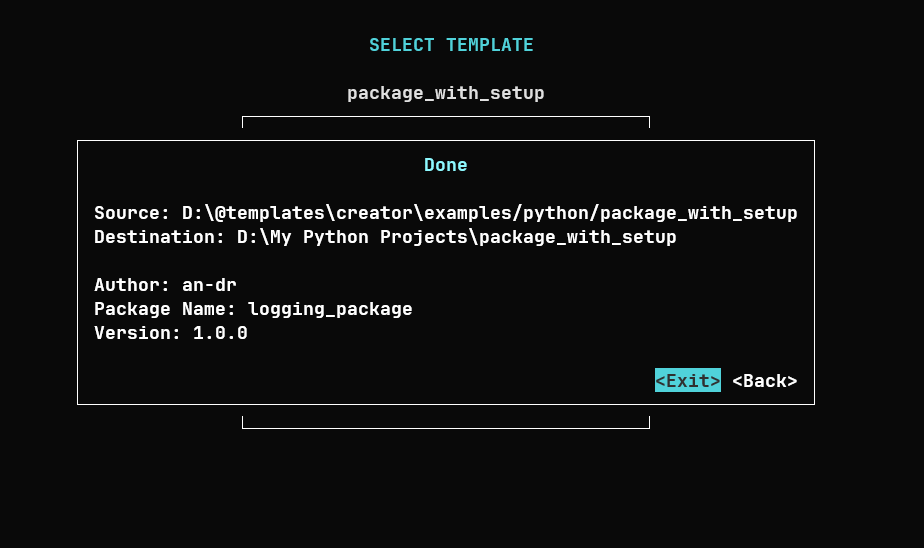 SELECT TEMPLATE
package_with_setup
Done
Source: D:\@templates\creator\examples/python/package_with_setup
Destination: D:\My Python Projects\package_with_setup
Author: an-dr
Package Name: logging_package
Version: 1.0.0
<Exit> <Back>